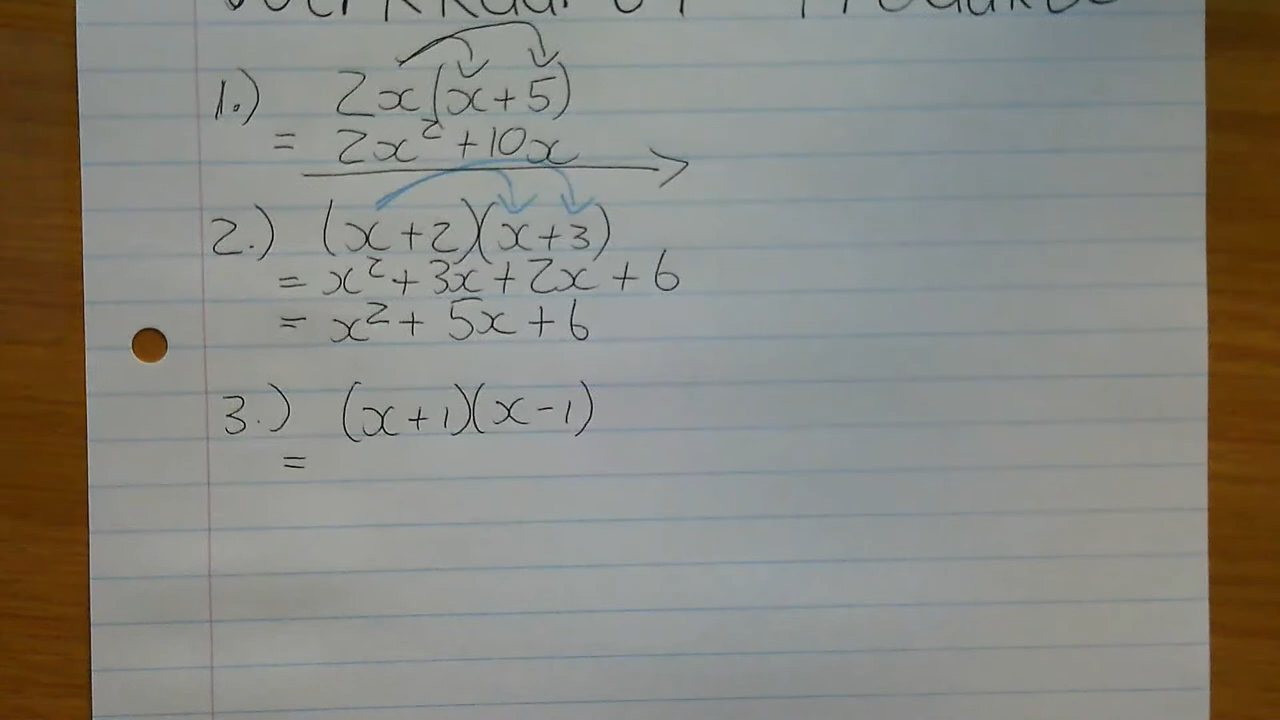 1.) 2x(x+5)
= 2x²+10x
2.) (x+2)(x+3)
= x²+3x+2x+6
= x²+5x+6
3.) (x+1)(x-1)
=